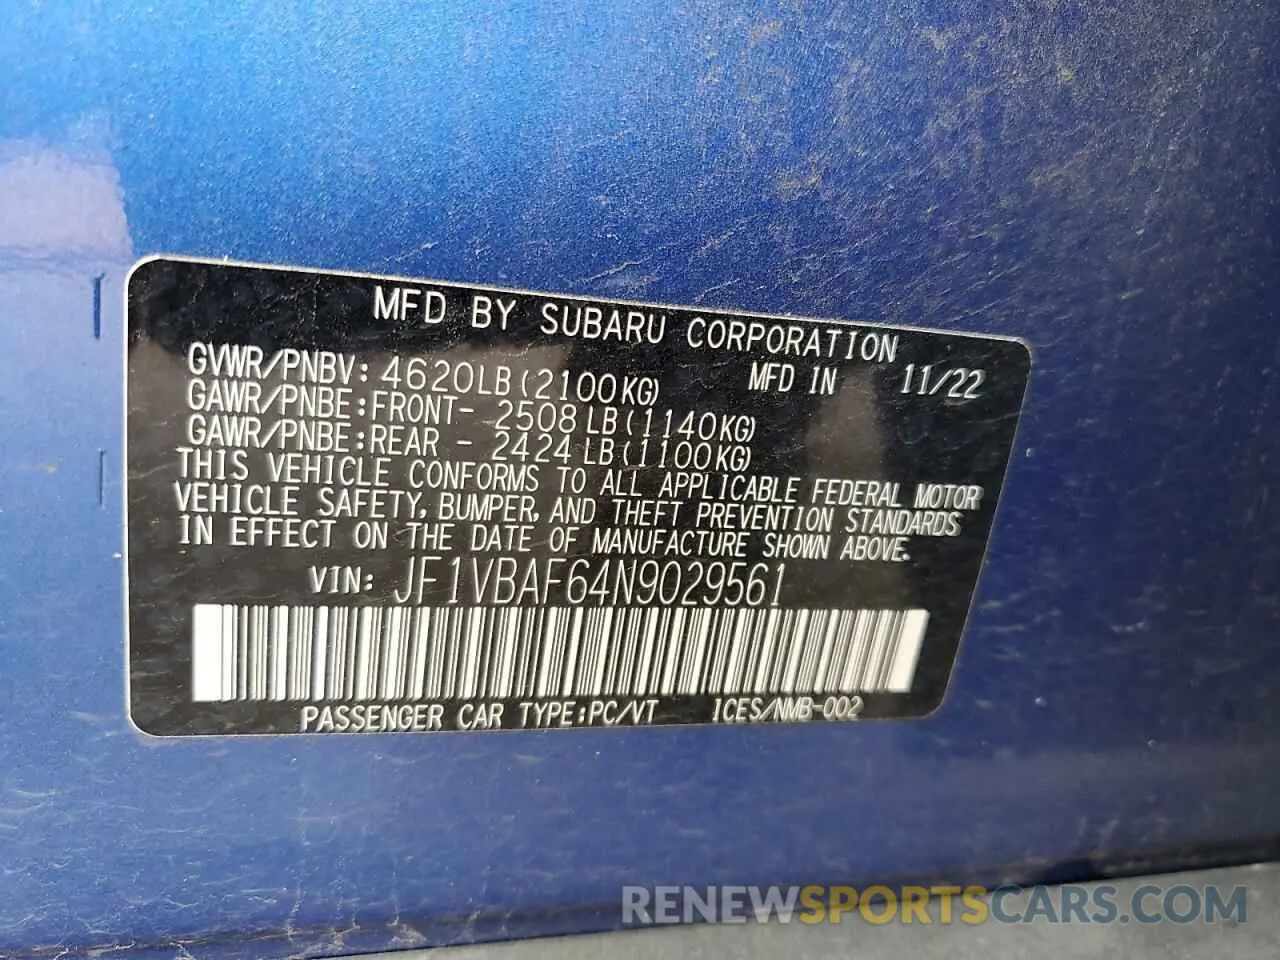 MFD BY SUBARU CORPORATION
GVWR/PNBV: 4620LB(2100KG) MFD IN 11/22
GAWR/PNBE:FRONT- 2508LB(1140KG)
GAWR/PNBE:REAR - 2424LB(1100KG)
THIS VEHICLE CONFORMS TO ALL APPLICABLE FEDERAL MOTOR
VEHICLE SAFETY, BUMPER, AND THEFT PREVENTION STANDARDS
IN EFFECT ON THE DATE OF MANUFACTURE SHOWN ABOVE.
VIN: JF1VBAF64N9029561
PASSENGER CAR TYPE:PC/VT ICES/NMB-002
RENEWSPORTSCARS.COM